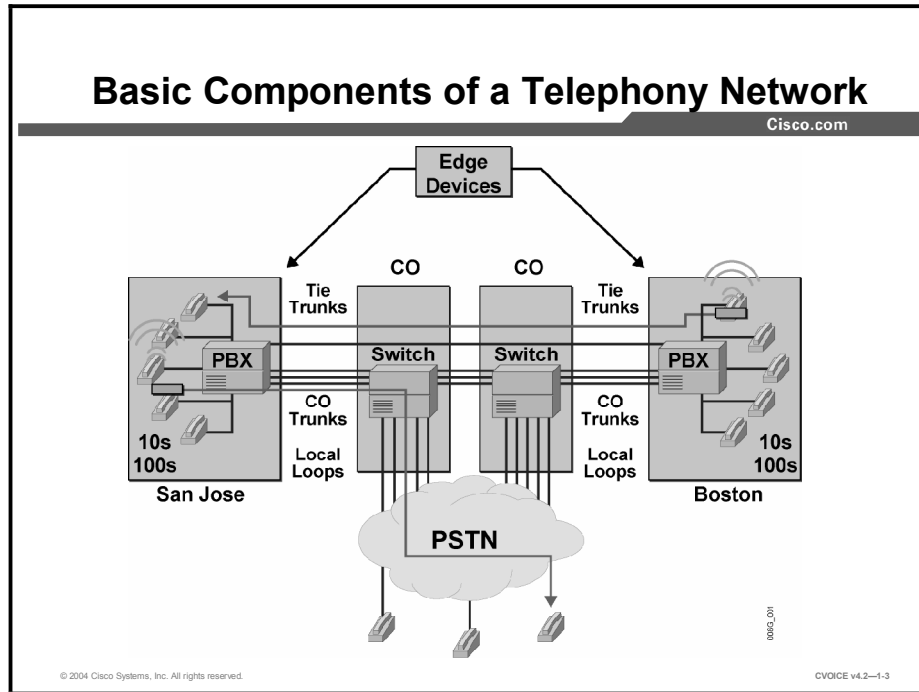 Basic Components of a Telephony Network
Cisco.com
Edge
Devices
CO
CO
Tie
Trunks
Tie
Trunks
PBX
Switch
Switch
PBX
CO
Trunks
CO
Trunks
10s
100s
Local
Loops
Local
Loops
10s
100s
San Jose
Boston
PSTN
008G_001
© 2004 Cisco Systems, Inc. All rights reserved.
CVOICE v4.2—1-3